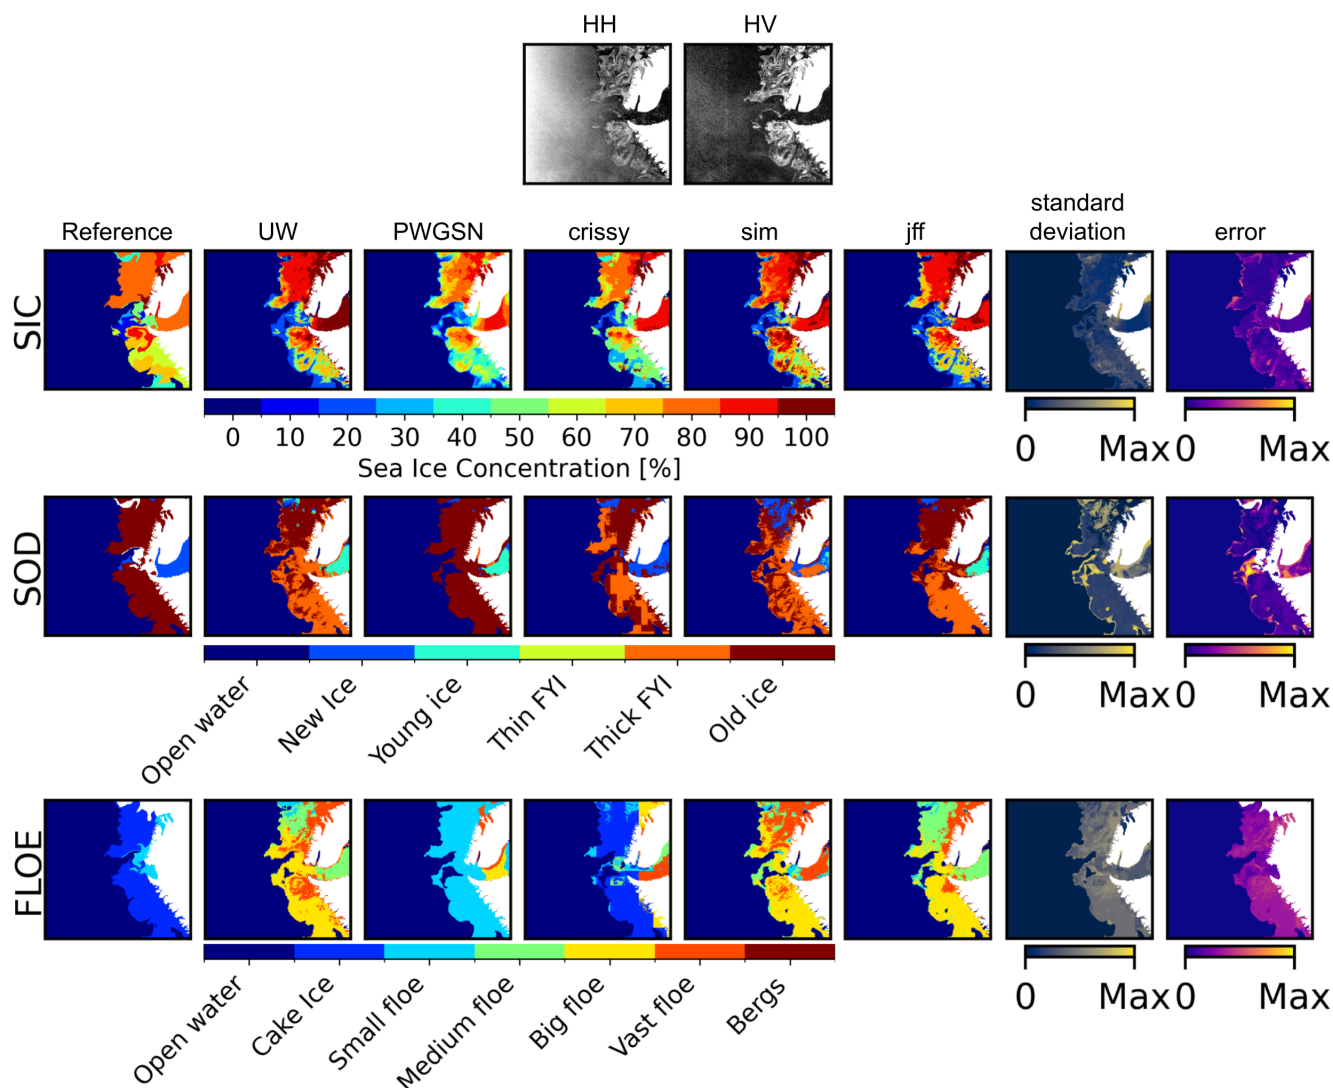 HH HV
Reference UW PWGSN crissy sim jff standard deviation error
SIC
0 10 20 30 40 50 60 70 80 90 100
Sea Ice Concentration [%]
0 Max 0 Max
SOD
Open water New Ice Young ice Thin FYI Thick FYI Old ice
0 Max 0 Max
FLOE
Open water Cake Ice Small floe Medium floe Big floe Vast floe Bergs
0 Max 0 Max